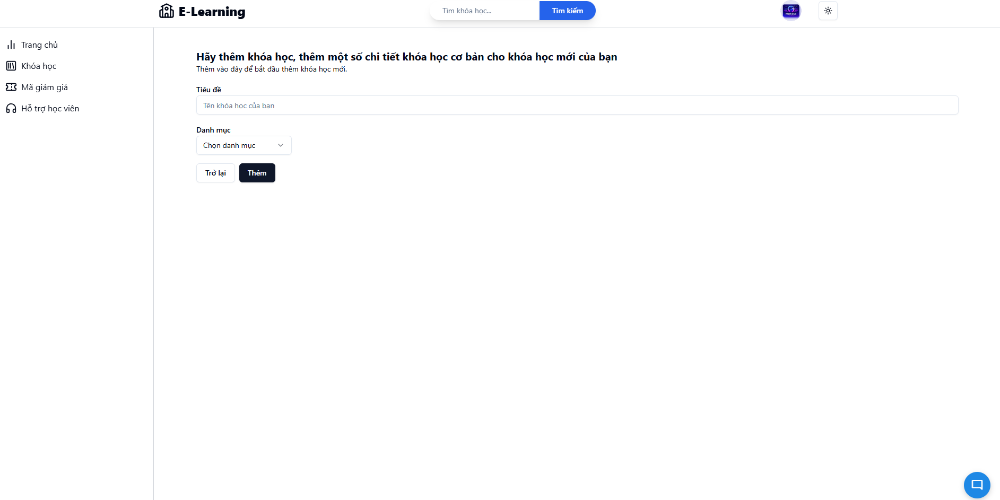 E-Learning
Tìm khóa học...
Tìm kiếm
Minh Duc
Trang chủ
Khóa học
Mã giảm giá
Hỗ trợ học viên
Hãy thêm khóa học, thêm một số chi tiết khóa học cơ bản cho khóa học mới của bạn
Thêm vào đây để bắt đầu thêm khóa học mới.
Tiêu đề
Tên khóa học của bạn
Danh mục
Chọn danh mục
Trở lại
Thêm